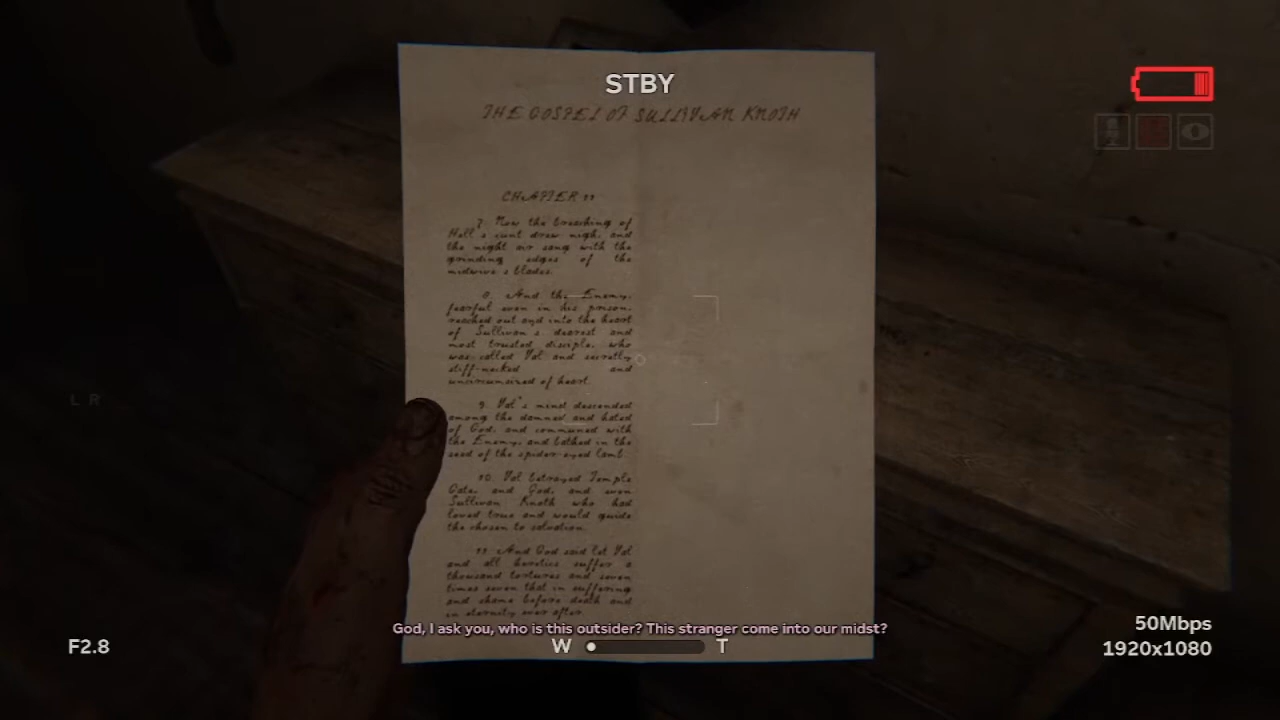 STBY
THE GOSPEL OF SULLIVAN KNOTH
CHAPTER 11
7. Now the breaching of
Hell's cunt drew nigh, and
the night air sang with the
grinding edges of the
midwive's blades.
8. And the Enemy,
fearful even in his prison,
reached out and into the heart
of Sullivan's dearest and
most trusted disciple, who
was called Val and secretly
stiff-necked and
uncircumcised of heart.
9. Val's mind descended
among the damned and hated
of God, and communed with
the Enemy, and bathed in the
seed of the spider-eyed lamb.
10. Val betrayed Temple
Gate, and God, and even
Sullivan Knoth who had
loved true and would guide
the chosen to salvation.
11. And God said let Val
and all heretics suffer a
thousand tortures and seven
times seven that in suffering
and shame before death and
in eternity ever after.
God, I ask you, who is this outsider? This stranger come into our midst?
L R
F2.8
W T
50Mbps
1920x1080